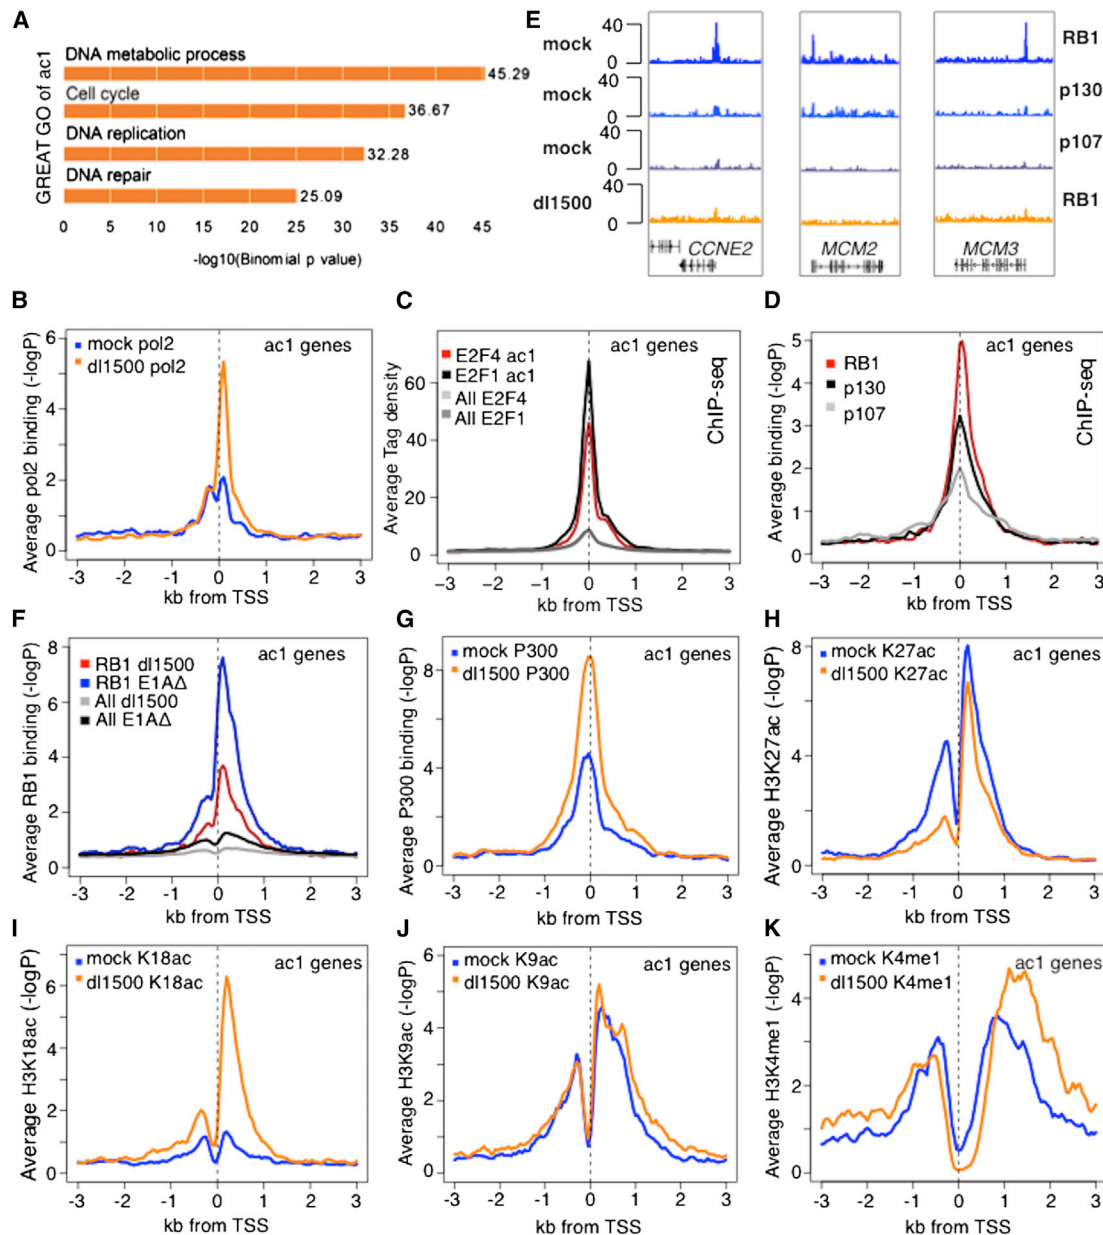 A
GREAT GO of ac1
DNA metabolic process
45.29
Cell cycle
36.67
DNA replication
32.28
DNA repair
25.09
0 5 10 15 20 25 30 35 40 45
-log10(Binomial p value)
E
mock
40
0
RB1
mock
40
0
p130
mock
40
0
p107
dl1500
40
0
RB1
CCNE2
MCM2
MCM3
B
mock pol2
dl1500 pol2
ac1 genes
Average pol2 binding (-logP)
6
4
2
0
-3 -2 -1 0 1 2 3
kb from TSS
C
E2F4 ac1
E2F1 ac1
All E2F4
All E2F1
ac1 genes
ChIP-seq
Average Tag density
60
40
20
0
-3 -2 -1 0 1 2 3
kb from TSS
D
RB1
p130
p107
ac1 genes
ChIP-seq
Average binding (-logP)
5
4
3
2
1
0
-3 -2 -1 0 1 2 3
kb from TSS
F
RB1 dl1500
RB1 E1AΔ
All dl1500
All E1AΔ
ac1 genes
Average RB1 binding (-logP)
8
6
4
2
0
-3 -2 -1 0 1 2 3
kb from TSS
G
mock P300
dl1500 P300
ac1 genes
Average P300 binding (-logP)
8
4
0
-3 -2 -1 0 1 2 3
kb from TSS
H
mock K27ac
dl1500 K27ac
ac1 genes
Average H3K27ac (-logP)
8
4
0
-3 -2 -1 0 1 2 3
kb from TSS
I
mock K18ac
dl1500 K18ac
ac1 genes
Average H3K18ac (-logP)
6
4
2
0
-3 -2 -1 0 1 2 3
kb from TSS
J
mock K9ac
dl1500 K9ac
ac1 genes
Average H3K9ac (-logP)
6
4
2
0
-3 -2 -1 0 1 2 3
kb from TSS
K
mock K4me1
dl1500 K4me1
ac1 genes
Average H3K4me1 (-logP)
4
2
0
-3 -2 -1 0 1 2 3
kb from TSS